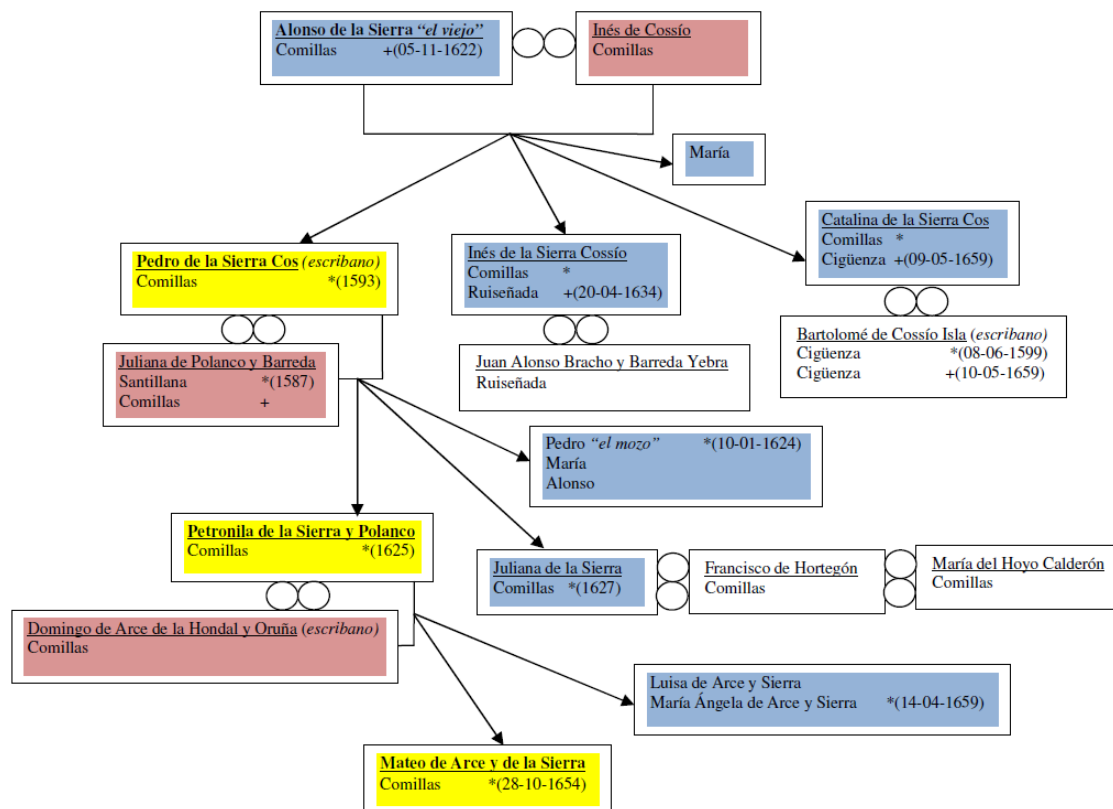 Alonso de la Sierra “el viejo”
Comillas +(05-11-1622)
Inés de Cossío
Comillas
María
Catalina de la Sierra Cos
Comillas *
Cigüenza +(09-05-1659)
Pedro de la Sierra Cos (escribano)
Comillas *(1593)
Inés de la Sierra Cossío
Comillas *
Ruiseñada +(20-04-1634)
Bartolomé de Cossío Isla (escribano)
Cigüenza *(08-06-1599)
Cigüenza +(10-05-1659)
Juliana de Polanco y Barreda
Santillana *(1587)
Comillas +
Juan Alonso Bracho y Barreda Yebra
Ruiseñada
Pedro “el mozo” *(10-01-1624)
María
Alonso
Petronila de la Sierra y Polanco
Comillas *(1625)
Juliana de la Sierra
Comillas *(1627)
Francisco de Hortegón
Comillas
María del Hoyo Calderón
Comillas
Domingo de Arce de la Hondal y Oruña (escribano)
Comillas
Luisa de Arce y Sierra
María Ángela de Arce y Sierra *(14-04-1659)
Mateo de Arce y de la Sierra
Comillas *(28-10-1654)